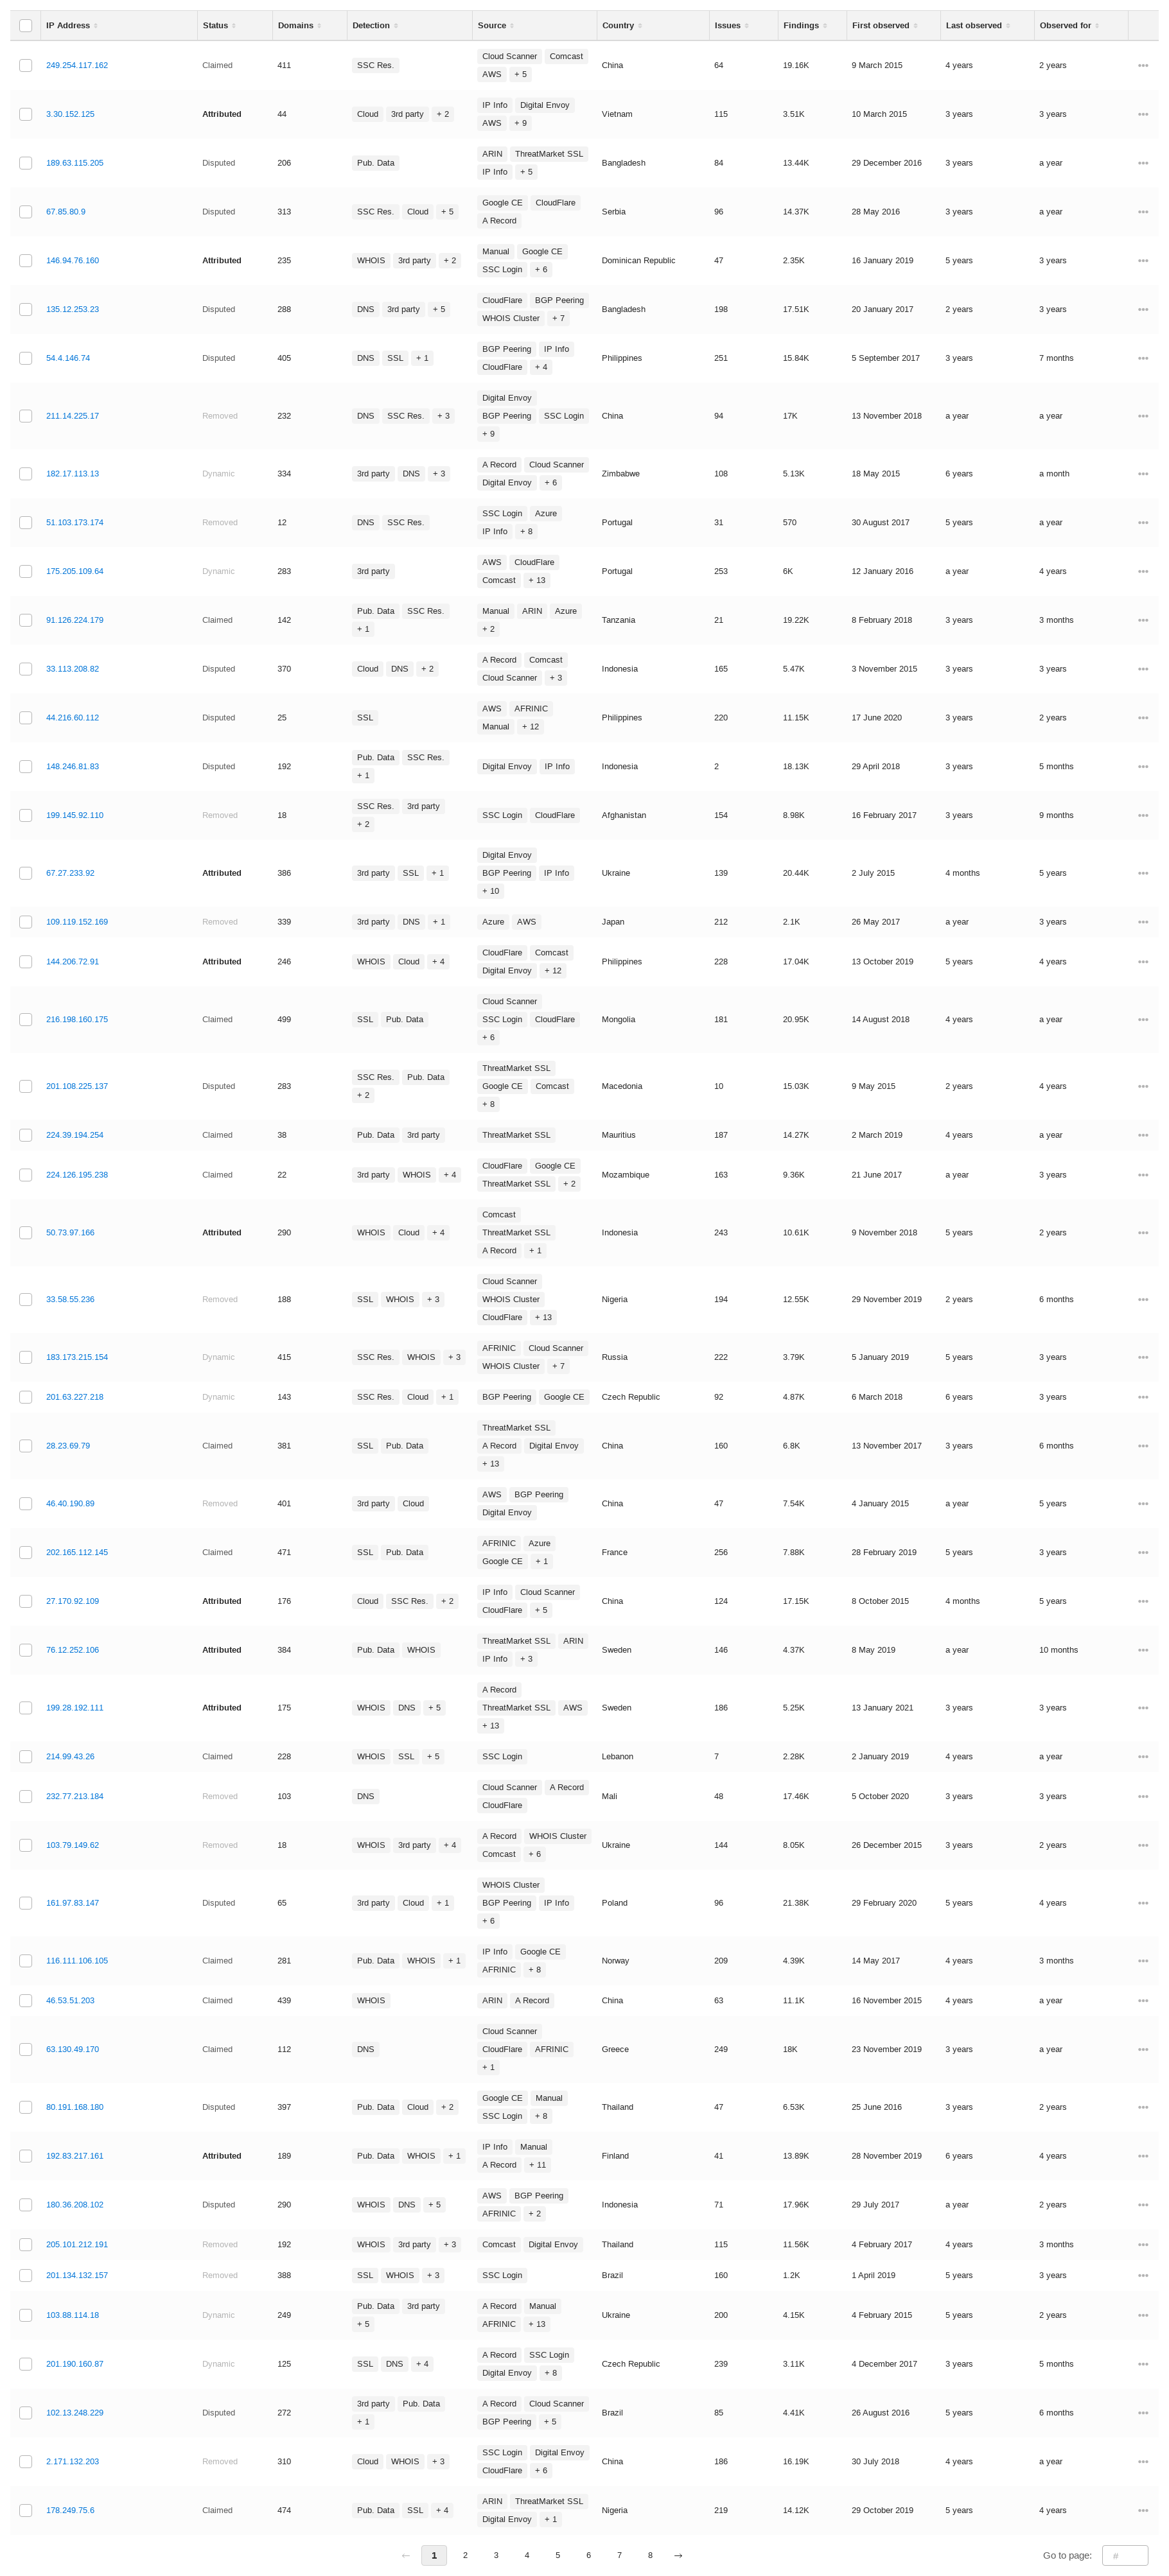 IP Address Status Domains Detection Source Country Issues Findings First observed Last observed Observed for
249.254.117.162 Claimed 411 SSC Res. Cloud Scanner Comcast AWS + 5 China 64 19.16K 9 March 2015 4 years 2 years
3.30.152.125 Attributed 44 Cloud 3rd party + 2 IP Info Digital Envoy AWS + 9 Vietnam 115 3.51K 10 March 2015 3 years 3 years
189.63.115.205 Disputed 206 Pub. Data ARIN ThreatMarket SSL IP Info + 5 Bangladesh 84 13.44K 29 December 2016 3 years a year
67.85.80.9 Disputed 313 SSC Res. Cloud + 5 Google CE CloudFlare A Record Serbia 96 14.37K 28 May 2016 3 years a year
146.94.76.160 Attributed 235 WHOIS 3rd party + 2 Manual Google CE SSC Login + 6 Dominican Republic 47 2.35K 16 January 2019 5 years 3 years
135.12.253.23 Disputed 288 DNS 3rd party + 5 CloudFlare BGP Peering WHOIS Cluster + 7 Bangladesh 198 17.51K 20 January 2017 2 years 3 years
54.4.146.74 Disputed 405 DNS SSL + 1 BGP Peering IP Info CloudFlare + 4 Philippines 251 15.84K 5 September 2017 3 years 7 months
211.14.225.17 Removed 232 DNS SSC Res. + 3 Digital Envoy BGP Peering SSC Login + 9 China 94 17K 13 November 2018 a year a year
182.17.113.13 Dynamic 334 3rd party DNS + 3 A Record Cloud Scanner Digital Envoy + 6 Zimbabwe 108 5.13K 18 May 2015 6 years a month
51.103.173.174 Removed 12 DNS SSC Res. SSC Login Azure IP Info + 8 Portugal 31 570 30 August 2017 5 years a year
175.205.109.64 Dynamic 283 3rd party AWS CloudFlare Comcast + 13 Portugal 253 6K 12 January 2016 a year 4 years
91.126.224.179 Claimed 142 Pub. Data SSC Res. + 1 Manual ARIN Azure + 2 Tanzania 21 19.22K 8 February 2018 3 years 3 months
33.113.208.82 Disputed 370 Cloud DNS + 2 A Record Comcast Cloud Scanner + 3 Indonesia 165 5.47K 3 November 2015 3 years 3 years
44.216.60.112 Disputed 25 SSL AWS AFRINIC Manual + 12 Philippines 220 11.15K 17 June 2020 3 years 2 years
148.246.81.83 Disputed 192 Pub. Data SSC Res. + 1 Digital Envoy IP Info Indonesia 2 18.13K 29 April 2018 3 years 5 months
199.145.92.110 Removed 18 SSC Res. 3rd party + 2 SSC Login CloudFlare Afghanistan 154 8.98K 16 February 2017 3 years 9 months
67.27.233.92 Attributed 386 3rd party SSL + 1 Digital Envoy BGP Peering IP Info + 10 Ukraine 139 20.44K 2 July 2015 4 months 5 years
109.119.152.169 Removed 339 3rd party DNS + 1 Azure AWS Japan 212 2.1K 26 May 2017 a year 3 years
144.206.72.91 Attributed 246 WHOIS Cloud + 4 CloudFlare Comcast Digital Envoy + 12 Philippines 228 17.04K 13 October 2019 5 years 4 years
216.198.160.175 Claimed 499 SSL Pub. Data Cloud Scanner SSC Login CloudFlare + 6 Mongolia 181 20.95K 14 August 2018 4 years a year
201.108.225.137 Disputed 283 SSC Res. Pub. Data + 2 ThreatMarket SSL Google CE Comcast + 8 Macedonia 10 15.03K 9 May 2015 2 years 4 years
224.39.194.254 Claimed 38 Pub. Data 3rd party ThreatMarket SSL Mauritius 187 14.27K 2 March 2019 4 years a year
224.126.195.238 Claimed 22 3rd party WHOIS + 4 CloudFlare Google CE ThreatMarket SSL + 2 Mozambique 163 9.36K 21 June 2017 a year 3 years
50.73.97.166 Attributed 290 WHOIS Cloud + 4 Comcast ThreatMarket SSL A Record + 1 Indonesia 243 10.61K 9 November 2018 5 years 2 years
33.58.55.236 Removed 188 SSL WHOIS + 3 Cloud Scanner WHOIS Cluster CloudFlare + 13 Nigeria 194 12.55K 29 November 2019 2 years 6 months
183.173.215.154 Dynamic 415 SSC Res. WHOIS + 3 AFRINIC Cloud Scanner WHOIS Cluster + 7 Russia 222 3.79K 5 January 2019 5 years 3 years
201.63.227.218 Dynamic 143 SSC Res. Cloud + 1 BGP Peering Google CE Czech Republic 92 4.87K 6 March 2018 6 years 3 years
28.23.69.79 Claimed 381 SSL Pub. Data ThreatMarket SSL A Record Digital Envoy + 13 China 160 6.8K 13 November 2017 3 years 6 months
46.40.190.89 Removed 401 3rd party Cloud AWS BGP Peering Digital Envoy China 47 7.54K 4 January 2015 a year 5 years
202.165.112.145 Claimed 471 SSL Pub. Data AFRINIC Azure Google CE + 1 France 256 7.88K 28 February 2019 5 years 3 years
27.170.92.109 Attributed 176 Cloud SSC Res. + 2 IP Info Cloud Scanner CloudFlare + 5 China 124 17.15K 8 October 2015 4 months 5 years
76.12.252.106 Attributed 384 Pub. Data WHOIS ThreatMarket SSL ARIN IP Info + 3 Sweden 146 4.37K 8 May 2019 a year 10 months
199.28.192.111 Attributed 175 WHOIS DNS + 5 A Record ThreatMarket SSL AWS + 13 Sweden 186 5.25K 13 January 2021 3 years 3 years
214.99.43.26 Claimed 228 WHOIS SSL + 5 SSC Login Lebanon 7 2.28K 2 January 2019 4 years a year
232.77.213.184 Removed 103 DNS Cloud Scanner A Record CloudFlare Mali 48 17.46K 5 October 2020 3 years 3 years
103.79.149.62 Removed 18 WHOIS 3rd party + 4 A Record WHOIS Cluster Comcast + 6 Ukraine 144 8.05K 26 December 2015 3 years 2 years
161.97.83.147 Disputed 65 3rd party Cloud + 1 WHOIS Cluster BGP Peering IP Info + 6 Poland 96 21.38K 29 February 2020 5 years 4 years
116.111.106.105 Claimed 281 Pub. Data WHOIS + 1 IP Info Google CE AFRINIC + 8 Norway 209 4.39K 14 May 2017 4 years 3 months
46.53.51.203 Claimed 439 WHOIS ARIN A Record China 63 11.1K 16 November 2015 4 years a year
63.130.49.170 Claimed 112 DNS Cloud Scanner CloudFlare AFRINIC + 1 Greece 249 18K 23 November 2019 3 years a year
80.191.168.180 Disputed 397 Pub. Data Cloud + 2 Google CE Manual SSC Login + 8 Thailand 47 6.53K 25 June 2016 3 years 2 years
192.83.217.161 Attributed 189 Pub. Data WHOIS + 1 IP Info Manual A Record + 11 Finland 41 13.89K 28 November 2019 6 years 4 years
180.36.208.102 Disputed 290 WHOIS DNS + 5 AWS BGP Peering AFRINIC + 2 Indonesia 71 17.96K 29 July 2017 a year 2 years
205.101.212.191 Removed 192 WHOIS 3rd party + 3 Comcast Digital Envoy Thailand 115 11.56K 4 February 2017 4 years 3 months
201.134.132.157 Removed 388 SSL WHOIS + 3 SSC Login Brazil 160 1.2K 1 April 2019 5 years 3 years
103.88.114.18 Dynamic 249 Pub. Data 3rd party + 5 A Record Manual AFRINIC + 13 Ukraine 200 4.15K 4 February 2015 5 years 2 years
201.190.160.87 Dynamic 125 SSL DNS + 4 A Record SSC Login Digital Envoy + 8 Czech Republic 239 3.11K 4 December 2017 3 years 5 months
102.13.248.229 Disputed 272 3rd party Pub. Data + 1 A Record Cloud Scanner BGP Peering + 5 Brazil 85 4.41K 26 August 2016 5 years 6 months
2.171.132.203 Removed 310 Cloud WHOIS + 3 SSC Login Digital Envoy CloudFlare + 6 China 186 16.19K 30 July 2018 4 years a year
178.249.75.6 Claimed 474 Pub. Data SSL + 4 ARIN ThreatMarket SSL Digital Envoy + 1 Nigeria 219 14.12K 29 October 2019 5 years 4 years
← 1 2 3 4 5 6 7 8 → Go to page: #